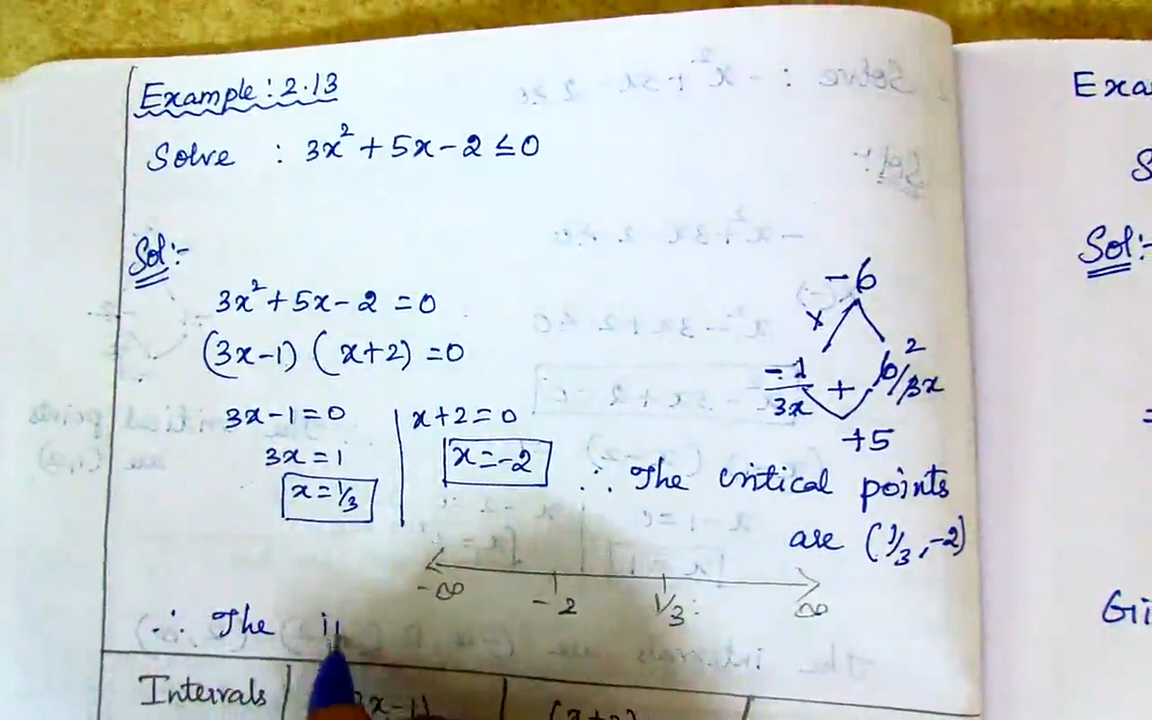 Example: 2.13
Solve : 3x² + 5x - 2 ≤ 0
Sol:-
3x² + 5x - 2 = 0
(3x-1) (x+2) = 0
3x-1=0 | x+2=0
3x = 1
x = 1/3
x = -2
-6
x
-1/3x + 6/3x 2
+5
∴ The critical points
are (1/3, -2)
-∞ -2 1/3 ∞
∴ The
Intervals
(x+2)
Exa
S
Sol:-
=
Gi